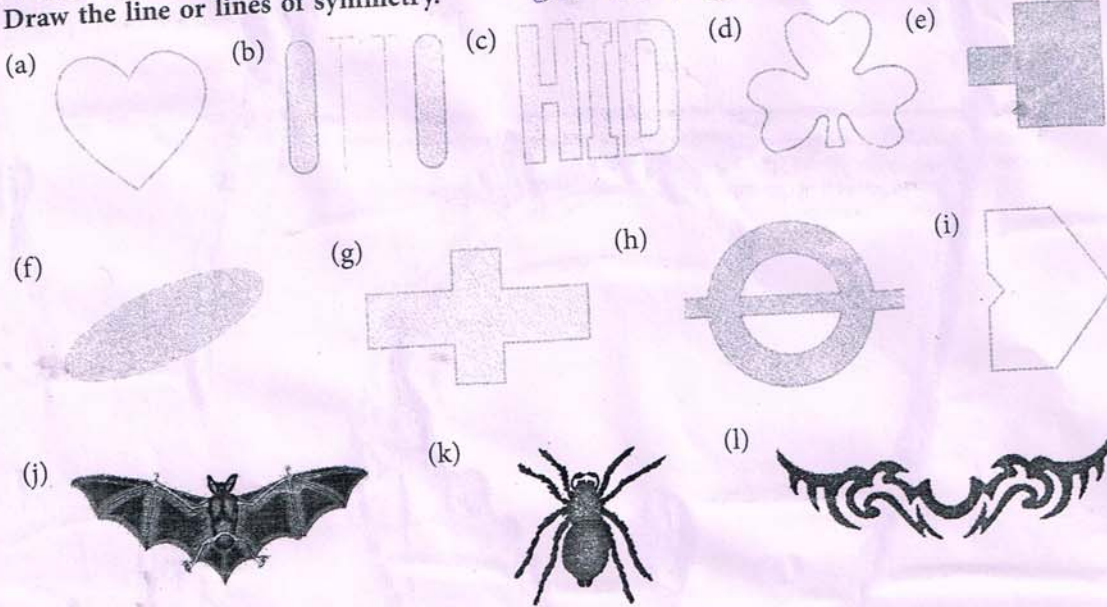 Draw the line or lines of symmetry.
(a) (b) (c) HID (d) (e)
(f) (g) (h) (i)
(j) (k) (l)